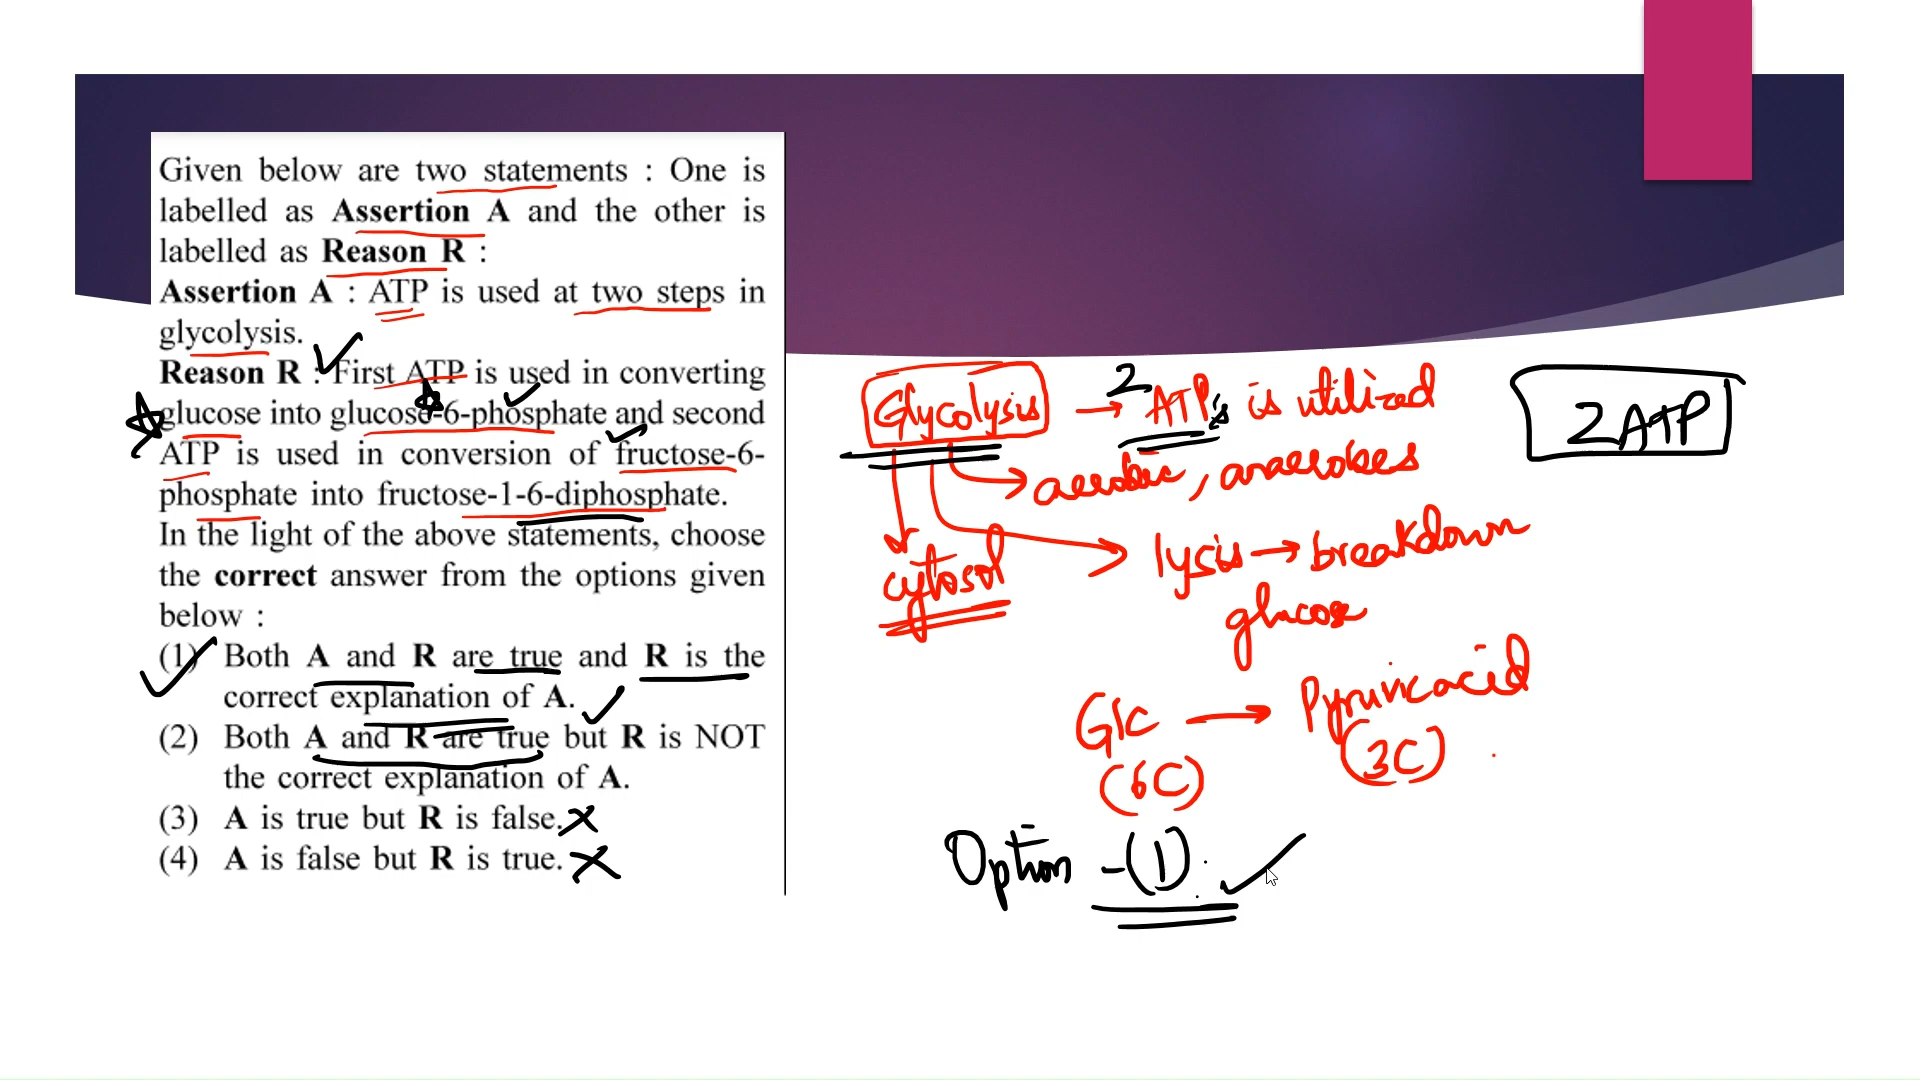 Given below are two statements : One is
labelled as Assertion A and the other is
labelled as Reason R :
Assertion A : ATP is used at two steps in
glycolysis.
Reason R : First ATP is used in converting
glucose into glucose-6-phosphate and second
ATP is used in conversion of fructose-6-
phosphate into fructose-1-6-diphosphate.
In the light of the above statements, choose
the correct answer from the options given
below :
(1) Both A and R are true and R is the
correct explanation of A.
(2) Both A and R are true but R is NOT
the correct explanation of A.
(3) A is true but R is false.
(4) A is false but R is true.
Glycolysis → 2 ATP's is utilized
2ATP
aerobic, anaerobes
cytosol
lysis → breakdown
glucose
Glc → Pyruvic acid
(6C) (3C)
Option - (1).